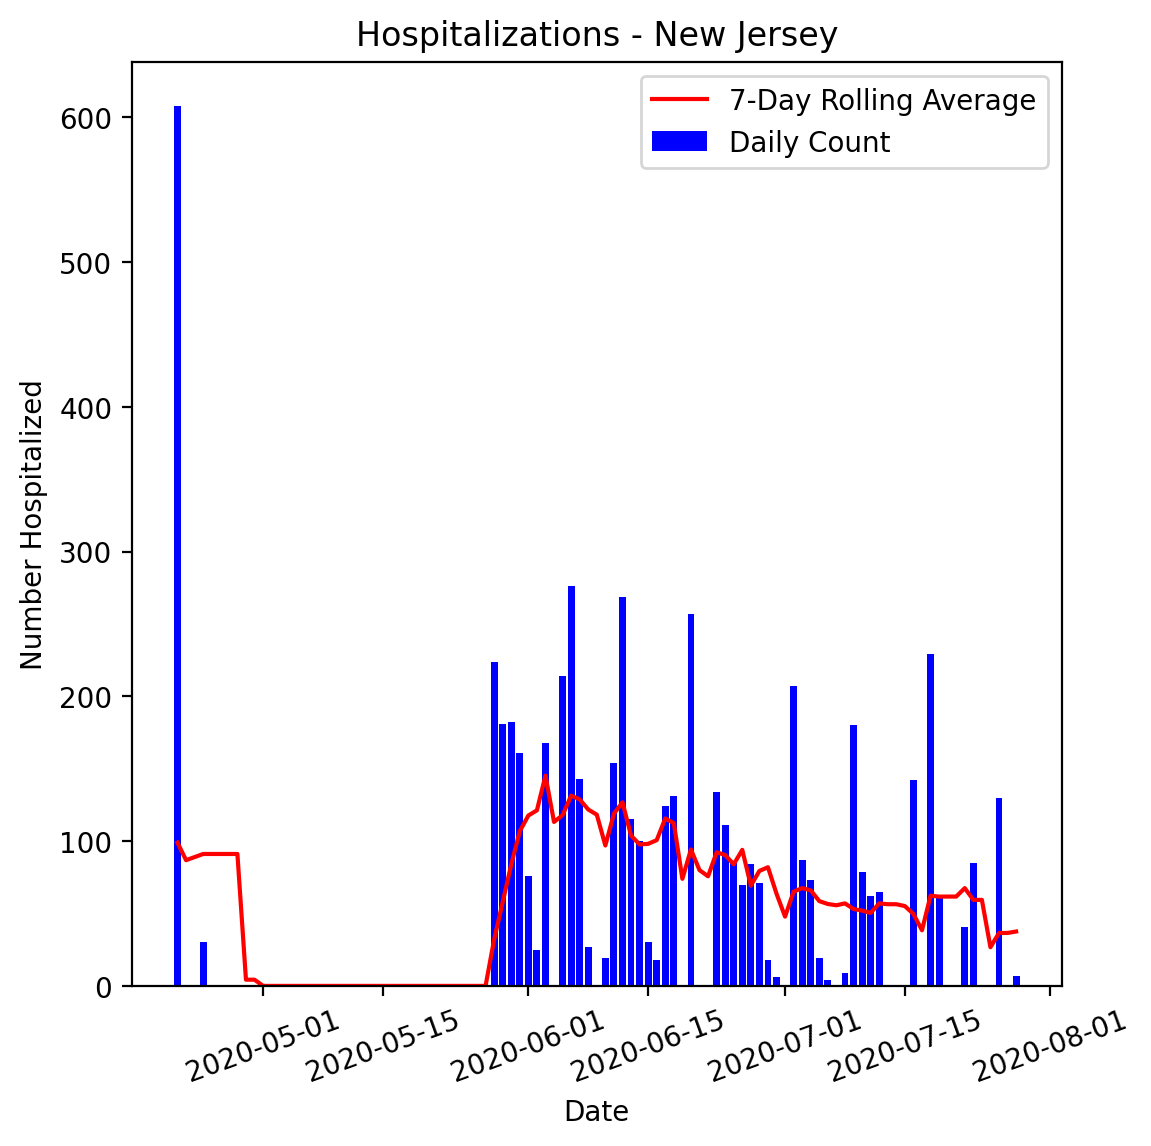 Hospitalizations - New Jersey
7-Day Rolling Average
Daily Count
Number Hospitalized
600
500
400
300
200
100
0
2020-05-01
2020-05-15
2020-06-01
2020-06-15
2020-07-01
2020-07-15
2020-08-01
Date